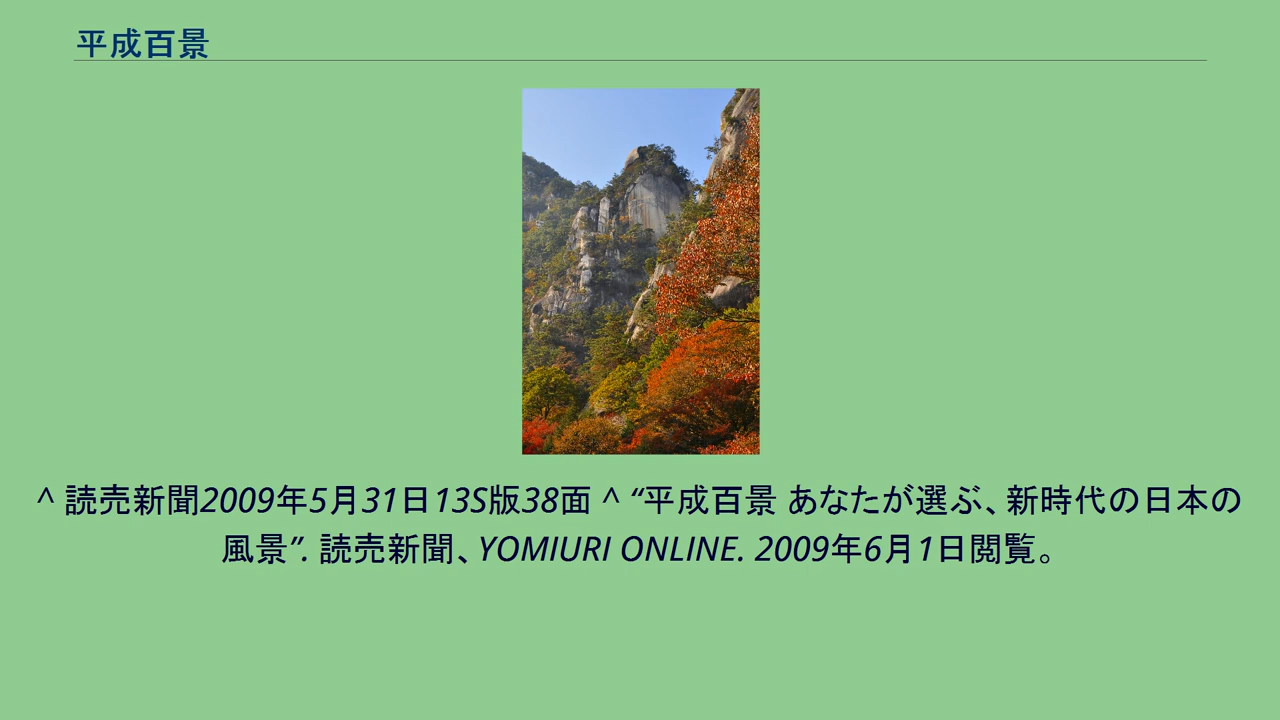 平成百景
^ 読売新聞2009年5月31日13S版38面 ^ “平成百景 あなたが選ぶ、新時代の日本の
風景”. 読売新聞、YOMIURI ONLINE. 2009年6月1日閲覧。